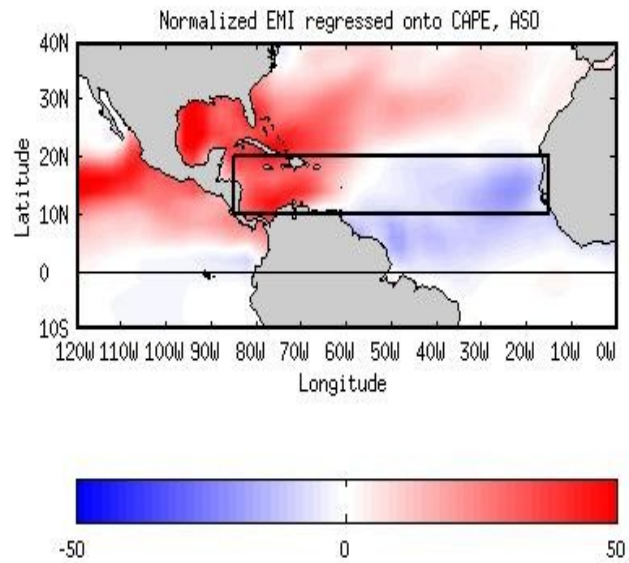 Normalized EMI regressed onto CAPE, ASO
40N
30N
20N
10N
0
10S
Latitude
120W 110W 100W 90W 80W 70W 60W 50W 40W 30W 20W 10W 0W
Longitude
-50 0 50